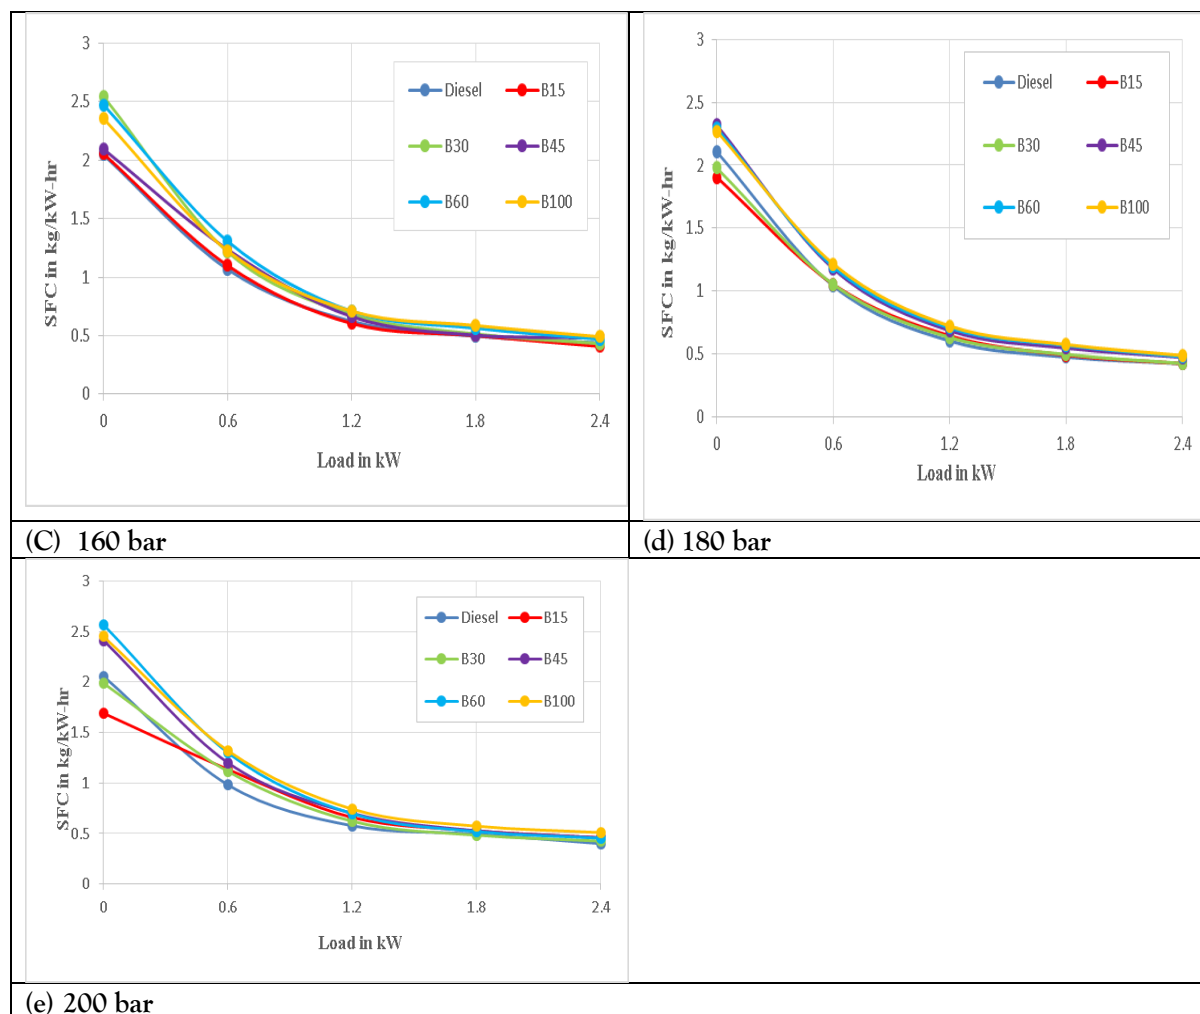 3
2.5
2
1.5
1
0.5
0
SFC in kg/kW-hr
Diesel B15
B30 B45
B60 B100
0 0.6 1.2 1.8 2.4
Load in kW
(C) 160 bar
3
2.5
2
1.5
1
0.5
0
SFC in kg/kW-hr
Diesel B15
B30 B45
B60 B100
0 0.6 1.2 1.8 2.4
Load in kW
(d) 180 bar
3
2.5
2
1.5
1
0.5
0
SFC in kg/kW-hr
Diesel B15
B30 B45
B60 B100
0 0.6 1.2 1.8 2.4
Load in kW
(e) 200 bar